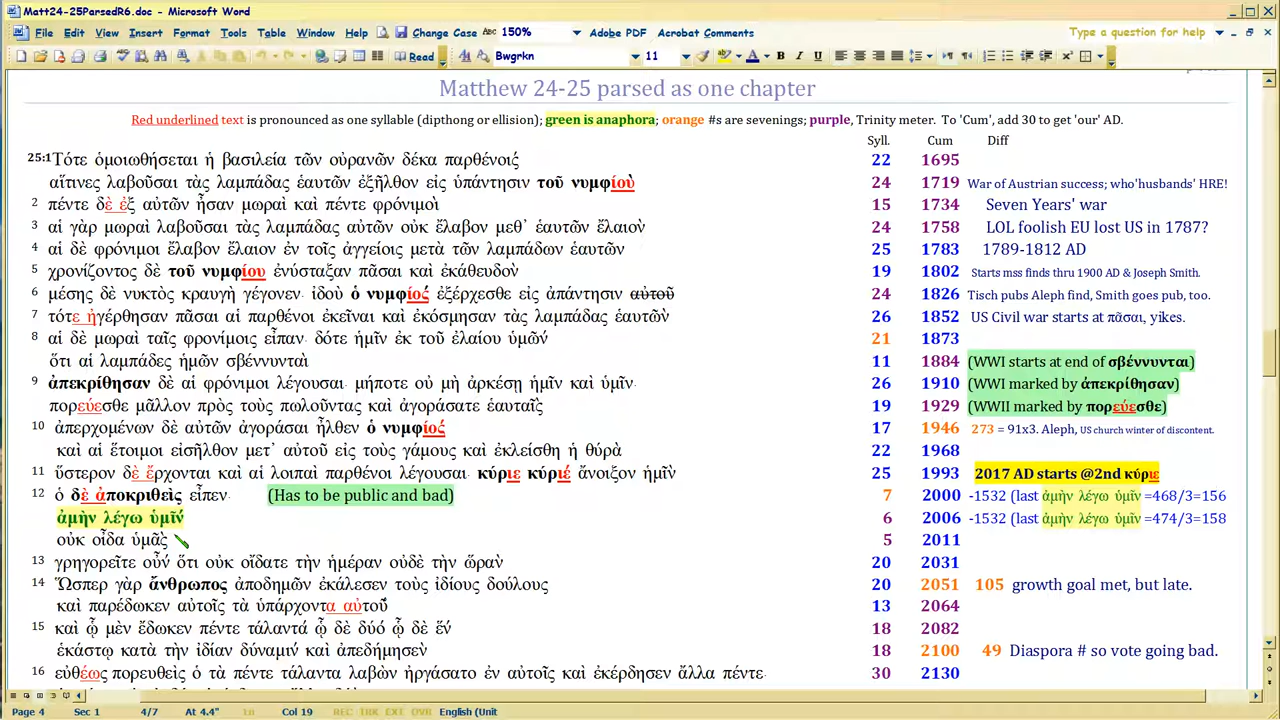 Matt24-25ParsedR6.doc - Microsoft Word
File Edit View Insert Format Tools Table Window Help Change Case 150% Adobe PDF Acrobat Comments Type a question for help
Read Bwgrkn 11 B I U
Matthew 24-25 parsed as one chapter
Red underlined text is pronounced as one syllable (dipthong or ellision); green is anaphora; orange #s are sevenings; purple, Trinity meter. To 'Cum', add 30 to get 'our' AD.
Syll. Cum Diff
25:1 Τότε ὁμοιωθήσεται ἡ βασιλεία τῶν οὐρανῶν δέκα παρθένοις 22 1695
αἵτινες λαβοῦσαι τὰς λαμπάδας ἑαυτῶν ἐξῆλθον εἰς ὑπάντησιν τοῦ νυμφίου 24 1719 War of Austrian success; who'husbands' HRE!
2 πέντε δὲ ἐξ αὐτῶν ἦσαν μωραὶ καὶ πέντε φρόνιμοι 15 1734 Seven Years' war
3 αἱ γὰρ μωραὶ λαβοῦσαι τὰς λαμπάδας αὐτῶν οὐκ ἔλαβον μεθ᾽ ἑαυτῶν ἔλαιον 24 1758 LOL foolish EU lost US in 1787?
4 αἱ δὲ φρόνιμοι ἔλαβον ἔλαιον ἐν τοῖς ἀγγείοις μετὰ τῶν λαμπάδων ἑαυτῶν 25 1783 1789-1812 AD
5 χρονίζοντος δὲ τοῦ νυμφίου ἐνύσταξαν πᾶσαι καὶ ἐκάθευδον 19 1802 Starts mss finds thru 1900 AD & Joseph Smith.
6 μέσης δὲ νυκτὸς κραυγὴ γέγονεν· ἰδοὺ ὁ νυμφίος ἐξέρχεσθε εἰς ἀπάντησιν αὐτοῦ 24 1826 Tisch pubs Aleph find, Smith goes pub, too.
7 τότε ἠγέρθησαν πᾶσαι αἱ παρθένοι ἐκεῖναι καὶ ἐκόσμησαν τὰς λαμπάδας ἑαυτῶν 26 1852 US Civil war starts at πᾶσαι, yikes.
8 αἱ δὲ μωραὶ ταῖς φρονίμοις εἶπαν· δότε ἡμῖν ἐκ τοῦ ἐλαίου ὑμῶν 21 1873
ὅτι αἱ λαμπάδες ἡμῶν σβέννυνται 11 1884 (WWI starts at end of σβέννυνται)
9 ἀπεκρίθησαν δὲ αἱ φρόνιμοι λέγουσαι· μήποτε οὐ μὴ ἀρκέσῃ ἡμῖν καὶ ὑμῖν· 26 1910 (WWI marked by ἀπεκρίθησαν)
πορεύεσθε μᾶλλον πρὸς τοὺς πωλοῦντας καὶ ἀγοράσατε ἑαυταῖς 19 1929 (WWII marked by πορεύεσθε)
10 ἀπερχομένων δὲ αὐτῶν ἀγοράσαι ἦλθεν ὁ νυμφίος 17 1946 273 = 91x3. Aleph, US church winter of discontent.
καὶ αἱ ἕτοιμοι εἰσῆλθον μετ᾽ αὐτοῦ εἰς τοὺς γάμους καὶ ἐκλείσθη ἡ θύρα 22 1968
11 ὕστερον δὲ ἔρχονται καὶ αἱ λοιπαὶ παρθένοι λέγουσαι· κύριε κύριέ ἄνοιξον ἡμῖν 25 1993 2017 AD starts @2nd κύριε
12 ὁ δὲ ἀποκριθεὶς εἶπεν· (Has to be public and bad) 7 2000 -1532 (last ἀμὴν λέγω ὑμῖν =468/3=156
ἀμὴν λέγω ὑμῖν 6 2006 -1532 (last ἀμὴν λέγω ὑμῖν =474/3=158
οὐκ οἶδα ὑμᾶς 5 2011
13 γρηγορεῖτε οὖν ὅτι οὐκ οἴδατε τὴν ἡμέραν οὐδὲ τὴν ὥραν 20 2031
14 Ὥσπερ γὰρ ἄνθρωπος ἀποδημῶν ἐκάλεσεν τοὺς ἰδίους δούλους 20 2051 105 growth goal met, but late.
καὶ παρέδωκεν αὐτοῖς τὰ ὑπάρχοντα αὐτοῦ 13 2064
15 καὶ ᾧ μὲν ἔδωκεν πέντε τάλαντά ᾧ δὲ δύό ᾧ δὲ ἕν 18 2082
ἑκάστῳ κατὰ τὴν ἰδίαν δύναμιν καὶ ἀπεδήμησεν 18 2100 49 Diaspora # so vote going bad.
16 εὐθέως πορευθεὶς ὁ τὰ πέντε τάλαντα λαβὼν ἠργάσατο ἐν αὐτοῖς καὶ ἐκέρδησεν ἄλλα πέντε· 30 2130
Page 4 Sec 1 4/7 At 4.4" Ln Col 19 REC TRK EXT OVR English (Unit